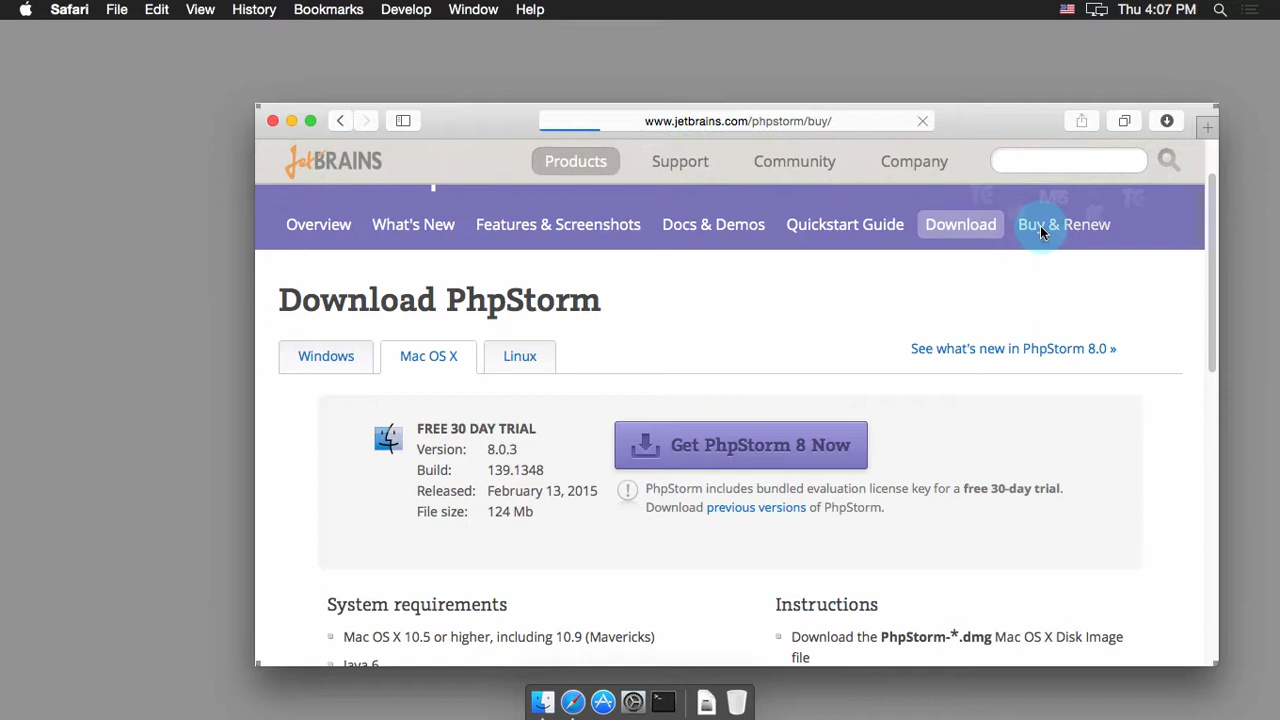 Safari File Edit View History Bookmarks Develop Window Help Thu 4:07 PM
www.jetbrains.com/phpstorm/buy/
JetBRAINS Products Support Community Company
Overview What's New Features & Screenshots Docs & Demos Quickstart Guide Download Buy & Renew
Download PhpStorm
Windows Mac OS X Linux See what's new in PhpStorm 8.0 »
FREE 30 DAY TRIAL
Version: 8.0.3
Build: 139.1348
Released: February 13, 2015
File size: 124 Mb
Get PhpStorm 8 Now
PhpStorm includes bundled evaluation license key for a free 30-day trial.
Download previous versions of PhpStorm.
System requirements
Mac OS X 10.5 or higher, including 10.9 (Mavericks)
Java 6
Instructions
Download the PhpStorm-*.dmg Mac OS X Disk Image
file